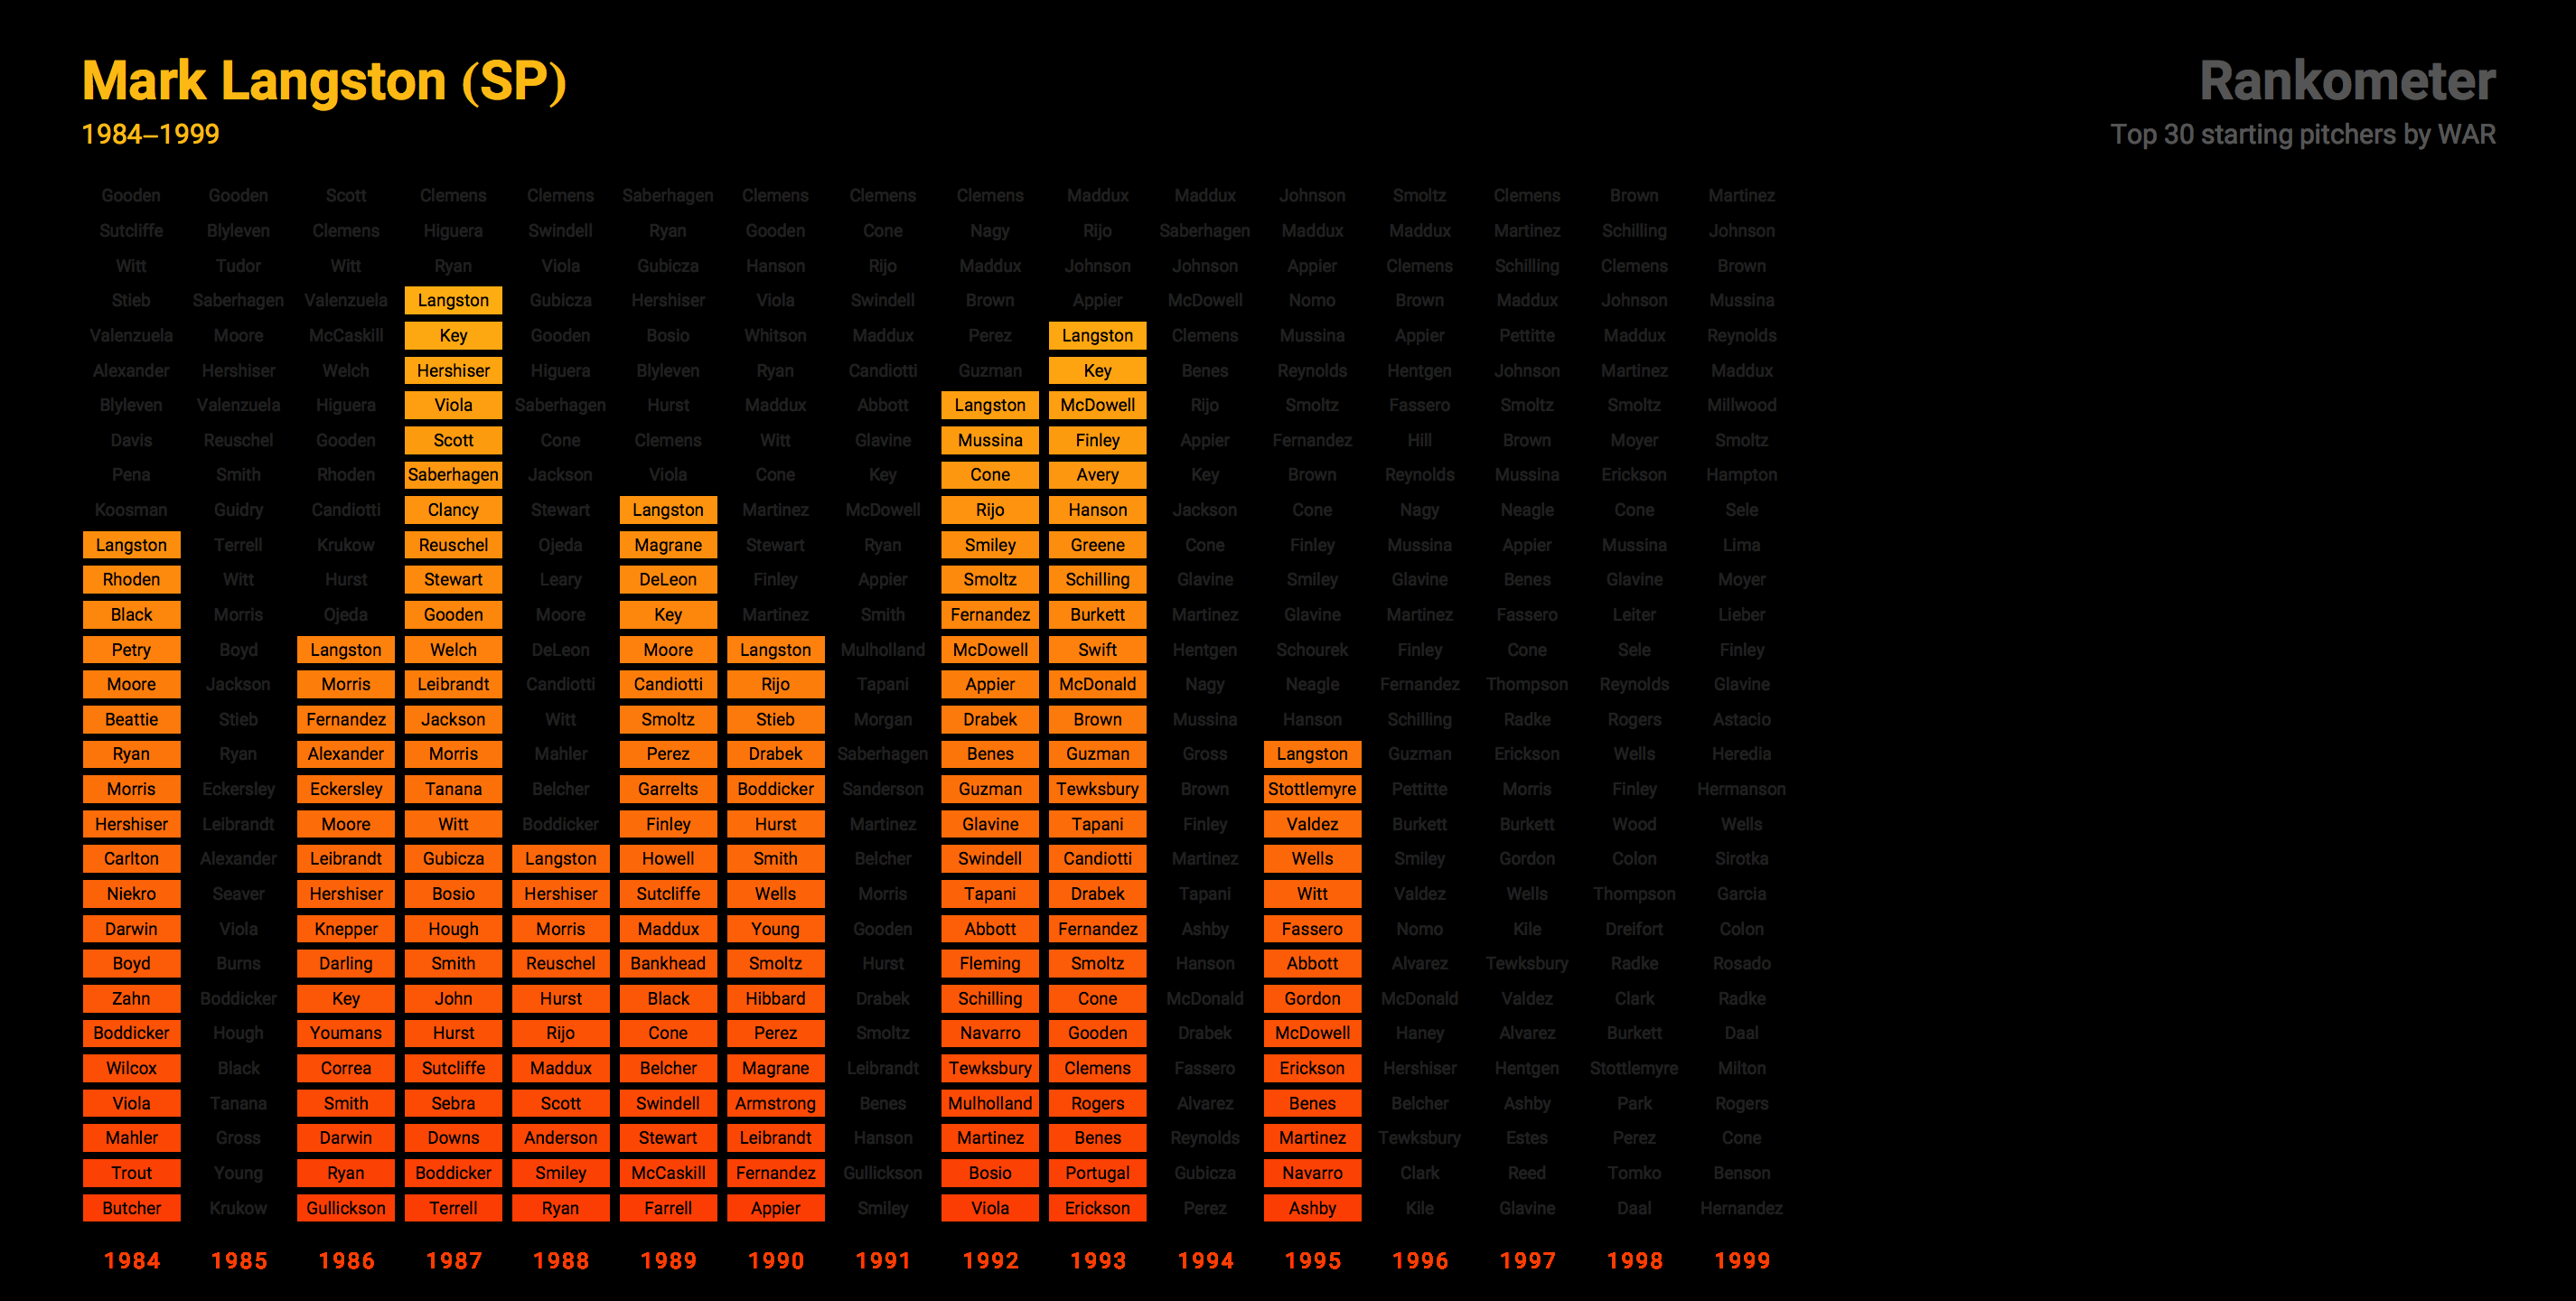 Mark Langston (SP)
1984–1999
Rankometer
Top 30 starting pitchers by WAR
Gooden Gooden Scott Clemens Clemens Saberhagen Clemens Clemens Clemens Maddux Maddux Johnson Smoltz Clemens Brown Martinez
Sutcliffe Blyleven Clemens Higuera Swindell Ryan Gooden Cone Nagy Rijo Saberhagen Maddux Maddux Martinez Schilling Johnson
Witt Tudor Witt Ryan Viola Gubicza Hanson Rijo Maddux Johnson Johnson Appier Clemens Schilling Clemens Brown
Stieb Saberhagen Valenzuela Langston Gubicza Hershiser Viola Swindell Brown Appier McDowell Nomo Brown Maddux Johnson Mussina
Valenzuela Moore McCaskill Key Gooden Bosio Whitson Maddux Perez Langston Clemens Mussina Appier Pettitte Maddux Reynolds
Alexander Hershiser Welch Hershiser Higuera Blyleven Ryan Candiotti Guzman Key Benes Reynolds Hentgen Johnson Martinez Maddux
Blyleven Valenzuela Higuera Viola Saberhagen Hurst Maddux Abbott Langston McDowell Rijo Smoltz Fassero Smoltz Smoltz Millwood
Davis Reuschel Gooden Scott Cone Clemens Witt Glavine Mussina Finley Appier Fernandez Hill Brown Moyer Smoltz
Pena Smith Rhoden Saberhagen Jackson Viola Cone Key Cone Avery Key Brown Reynolds Mussina Erickson Hampton
Koosman Guidry Candiotti Clancy Stewart Langston Martinez McDowell Rijo Hanson Jackson Cone Nagy Neagle Cone Sele
Langston Terrell Krukow Reuschel Ojeda Magrane Stewart Ryan Smiley Greene Cone Finley Mussina Appier Mussina Lima
Rhoden Witt Hurst Stewart Leary DeLeon Finley Appier Smoltz Schilling Glavine Smiley Glavine Benes Glavine Moyer
Black Morris Ojeda Gooden Moore Key Martinez Smith Fernandez Burkett Martinez Glavine Martinez Fassero Leiter Lieber
Petry Boyd Langston Welch DeLeon Moore Langston Mulholland McDowell Swift Hentgen Schourek Finley Cone Sele Finley
Moore Jackson Morris Leibrandt Candiotti Candiotti Rijo Tapani Appier McDonald Nagy Neagle Fernandez Thompson Reynolds Glavine
Beattie Stieb Fernandez Jackson Witt Smoltz Stieb Morgan Drabek Brown Mussina Hanson Schilling Radke Rogers Astacio
Ryan Ryan Alexander Morris Mahler Perez Drabek Saberhagen Benes Guzman Gross Langston Guzman Erickson Wells Heredia
Morris Eckersley Eckersley Tanana Belcher Garrelts Boddicker Sanderson Guzman Tewksbury Brown Stottlemyre Pettitte Morris Finley Hermanson
Hershiser Leibrandt Moore Witt Boddicker Finley Hurst Martinez Glavine Tapani Finley Valdez Burkett Burkett Wood Wells
Carlton Alexander Leibrandt Gubicza Langston Howell Smith Belcher Swindell Candiotti Martinez Wells Smiley Gordon Colon Sirotka
Niekro Seaver Hershiser Bosio Hershiser Sutcliffe Wells Morris Tapani Drabek Tapani Witt Valdez Wells Thompson Garcia
Darwin Viola Knepper Hough Morris Maddux Young Gooden Abbott Fernandez Ashby Fassero Nomo Kile Dreifort Colon
Boyd Burns Darling Smith Reuschel Bankhead Smoltz Hurst Fleming Smoltz Hanson Abbott Alvarez Tewksbury Radke Rosado
Zahn Boddicker Key John Hurst Black Hibbard Drabek Schilling Cone McDonald Gordon McDonald Valdez Clark Radke
Boddicker Hough Youmans Hurst Rijo Cone Perez Smoltz Navarro Gooden Drabek McDowell Haney Alvarez Burkett Daal
Wilcox Black Correa Sutcliffe Maddux Belcher Magrane Leibrandt Tewksbury Clemens Fassero Erickson Hershiser Hentgen Stottlemyre Milton
Viola Tanana Smith Sebra Scott Swindell Armstrong Benes Mulholland Rogers Alvarez Benes Belcher Ashby Park Rogers
Mahler Gross Darwin Downs Anderson Stewart Leibrandt Hanson Martinez Benes Reynolds Martinez Tewksbury Estes Perez Cone
Trout Young Ryan Boddicker Smiley McCaskill Fernandez Gullickson Bosio Portugal Gubicza Navarro Clark Reed Tomko Benson
Butcher Krukow Gullickson Terrell Ryan Farrell Appier Smiley Viola Erickson Perez Ashby Kile Glavine Daal Hernandez
1984 1985 1986 1987 1988 1989 1990 1991 1992 1993 1994 1995 1996 1997 1998 1999